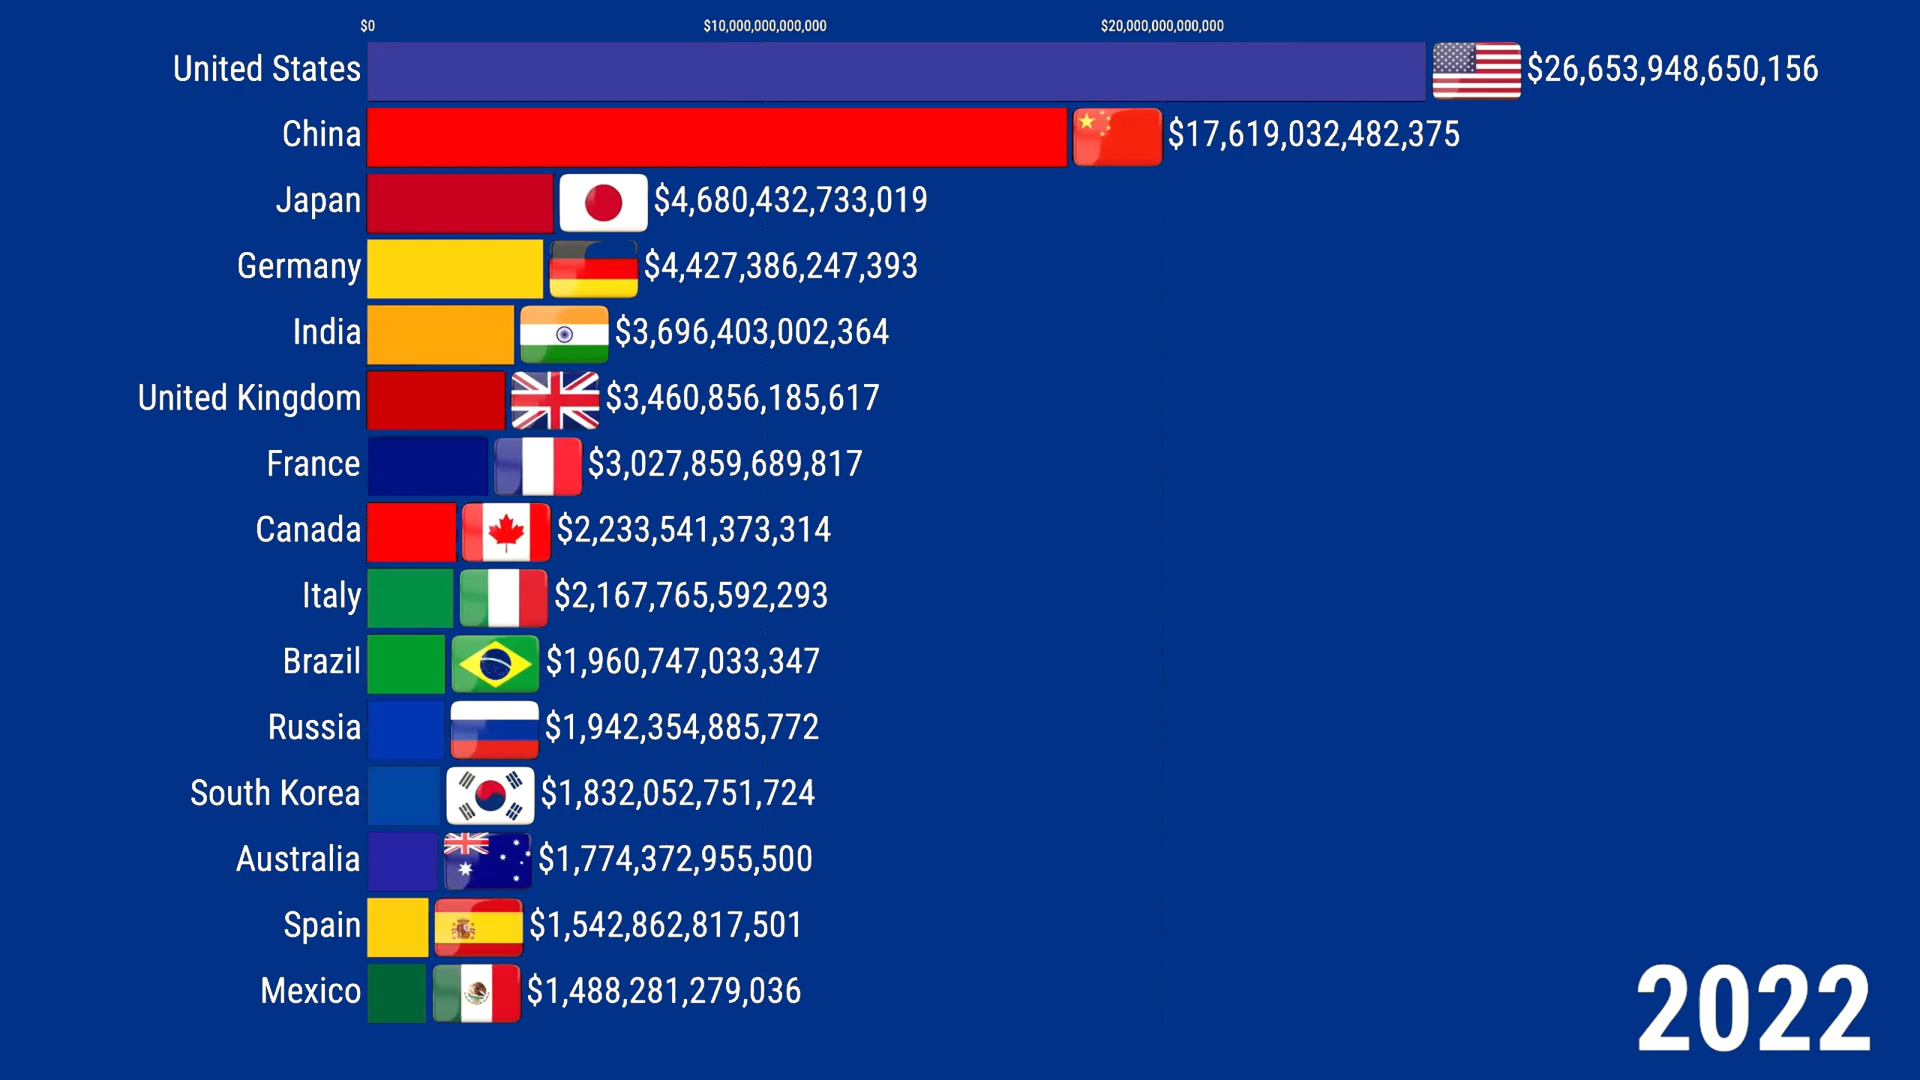 $0 $10,000,000,000,000 $20,000,000,000,000
United States $26,653,948,650,156
China $17,619,032,482,375
Japan $4,680,432,733,019
Germany $4,427,386,247,393
India $3,696,403,002,364
United Kingdom $3,460,856,185,617
France $3,027,859,689,817
Canada $2,233,541,373,314
Italy $2,167,765,592,293
Brazil $1,960,747,033,347
Russia $1,942,354,885,772
South Korea $1,832,052,751,724
Australia $1,774,372,955,500
Spain $1,542,862,817,501
Mexico $1,488,281,279,036
2022